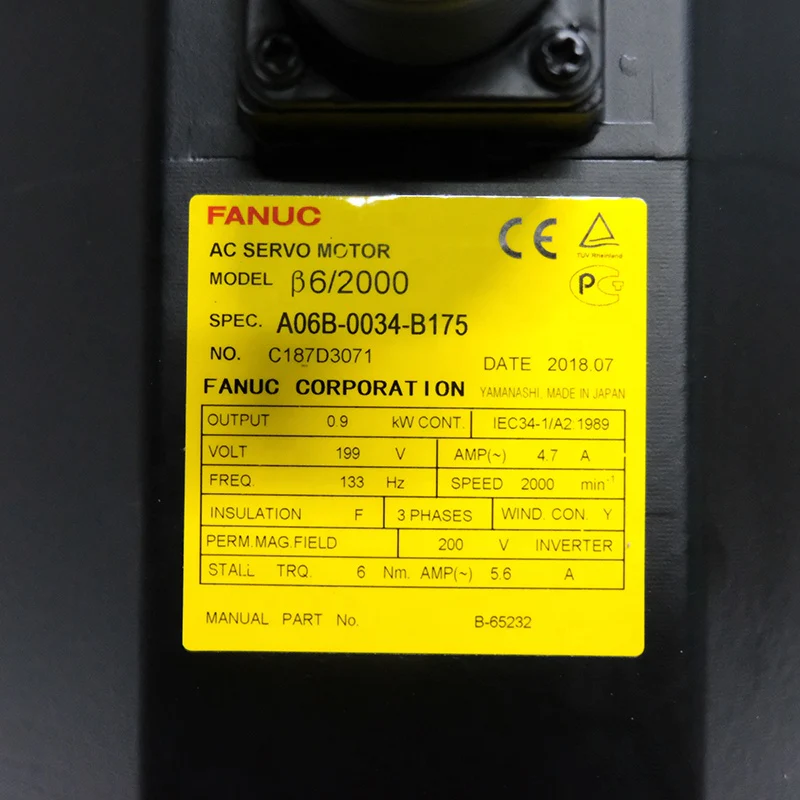 FANUC
CE
TUV Rheinland
AC SERVO MOTOR
MODEL β6/2000
SPEC. A06B-0034-B175
NO. C187D3071
DATE 2018.07
FANUC CORPORATION YAMANASHI, MADE IN JAPAN
OUTPUT 0.9 kW CONT. IEC34-1/A2:1989
VOLT 199 V AMP(~) 4.7 A
FREQ. 133 Hz SPEED 2000 min-1
INSULATION F 3 PHASES WIND. CON. Y
PERM.MAG.FIELD 200 V INVERTER
STALL TRQ. 6 Nm. AMP(~) 5.6 A
MANUAL PART No. B-65232